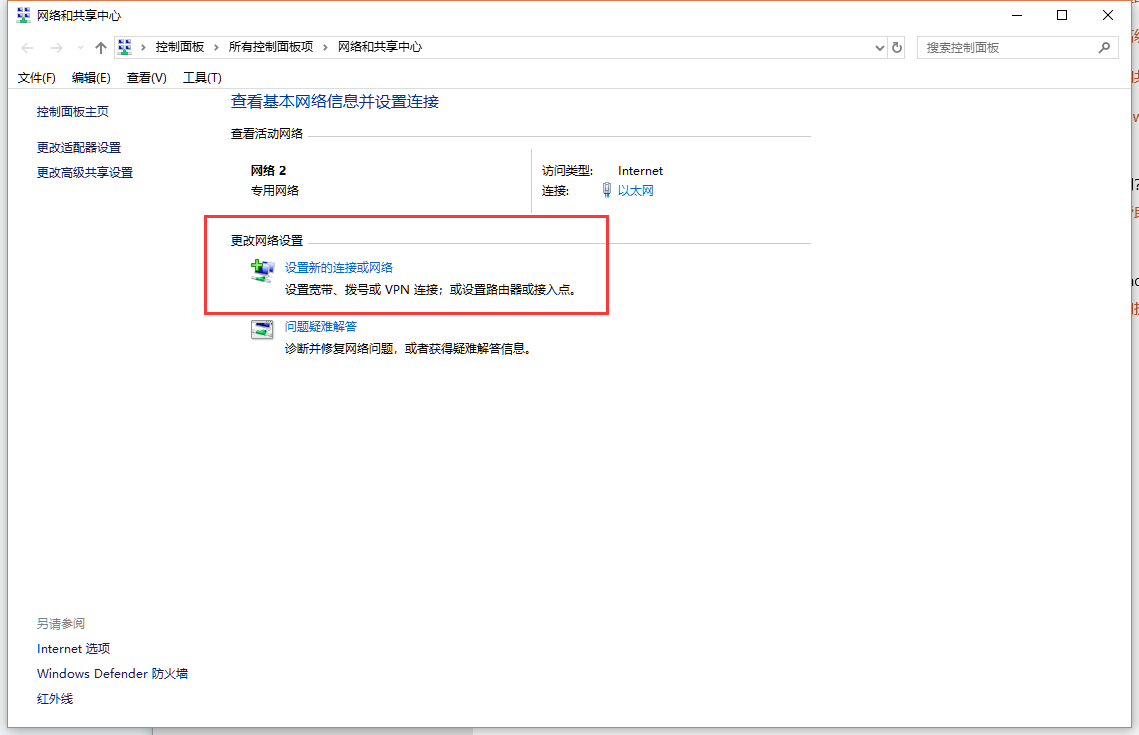 网络和共享中心
控制面板 › 所有控制面板项 › 网络和共享中心
搜索控制面板
文件(F) 编辑(E) 查看(V) 工具(T)
控制面板主页
更改适配器设置
更改高级共享设置
查看基本网络信息并设置连接
查看活动网络
网络 2
专用网络
访问类型: Internet
连接: 以太网
更改网络设置
设置新的连接或网络
设置宽带、拨号或 VPN 连接；或设置路由器或接入点。
问题疑难解答
诊断并修复网络问题，或者获得疑难解答信息。
另请参阅
Internet 选项
Windows Defender 防火墙
红外线